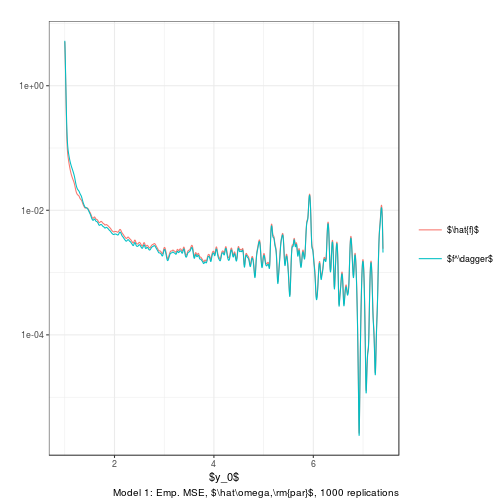 1e+00
1e-02
1e-04
2 4 6
$y_0$
$\hat{f}$
$f^\dagger$
Model 1: Emp. MSE, $\hat\omega,\rm{par}$, 1000 replications